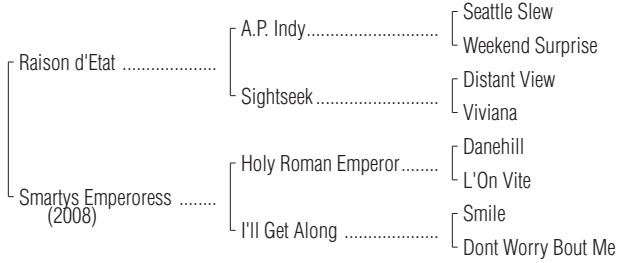 Seattle Slew
A.P. Indy..............................
Weekend Surprise
Raison d'Etat .....................
Distant View
Sightseek............................
Viviana
Danehill
Holy Roman Emperor........
L'On Vite
Smartys Emperoress ........
(2008)
Smile
I'll Get Along .....................
Dont Worry Bout Me